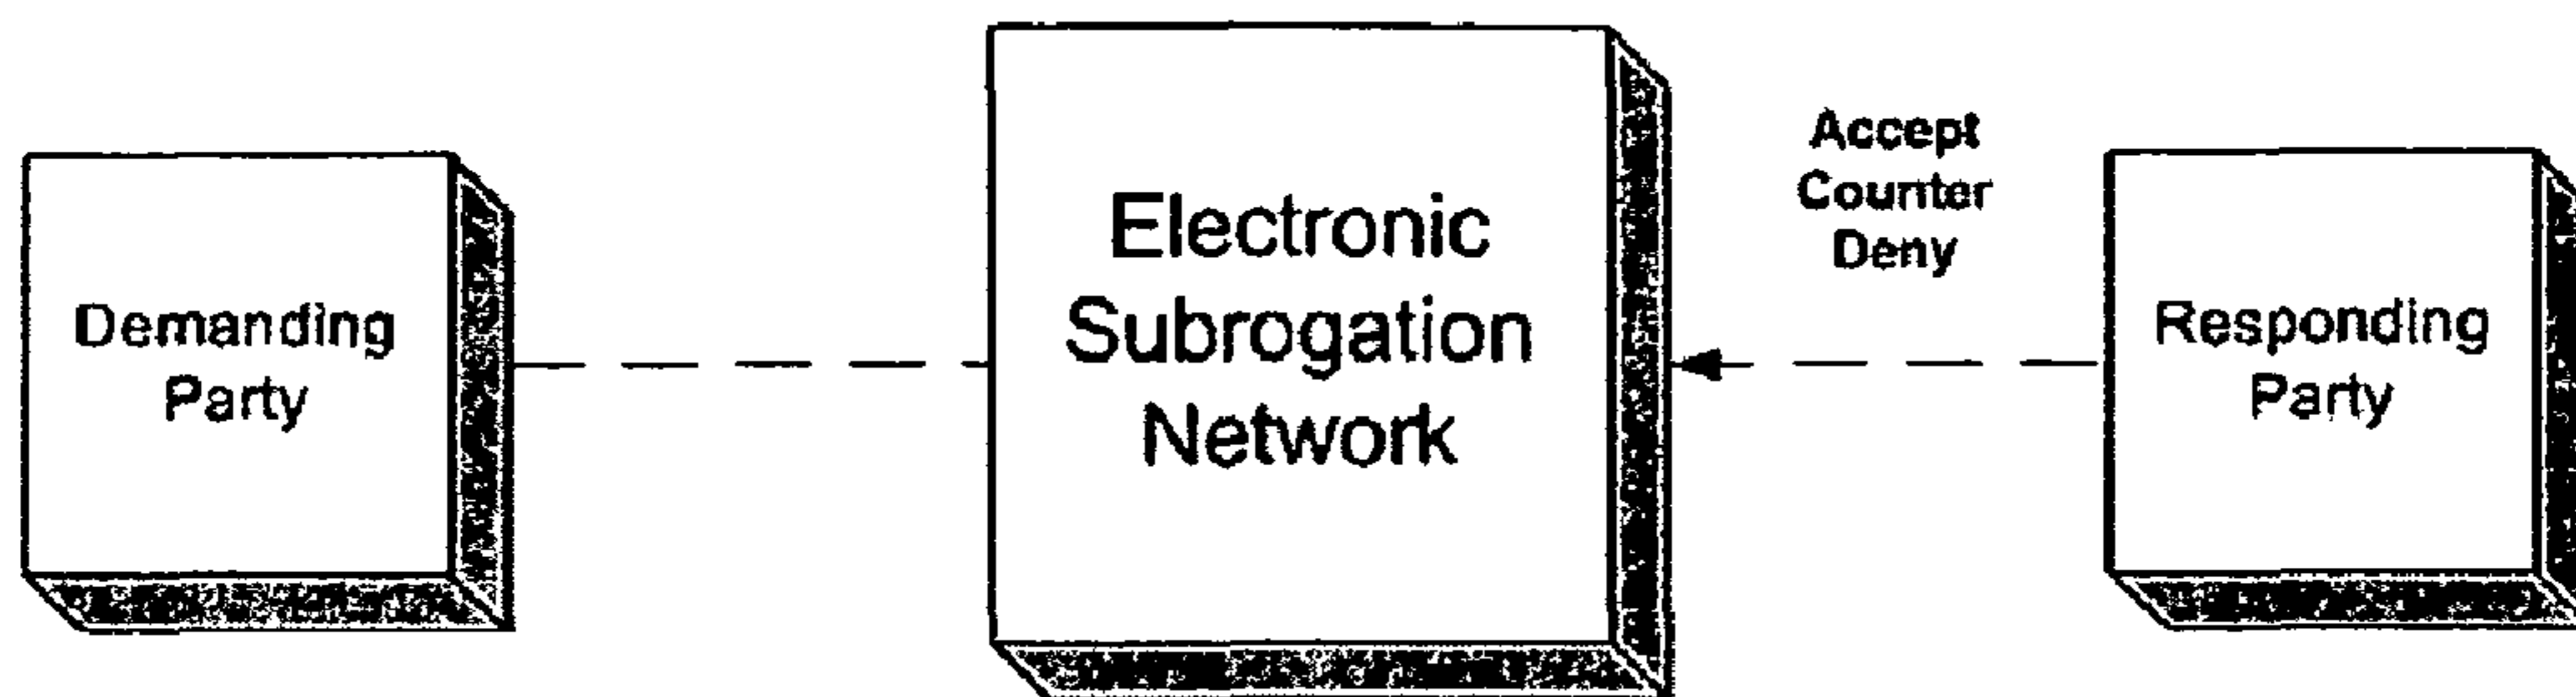 Demanding
Party
Electronic
Subrogation
Network
Accept
Counter
Deny
Responding
Party